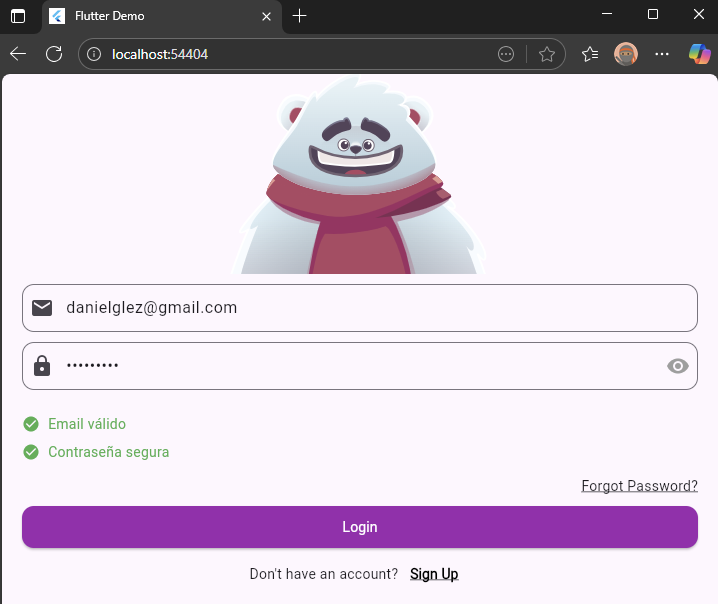 Flutter Demo
localhost:54404
danielglez@gmail.com
•••••••••
Email válido
Contraseña segura
Forgot Password?
Login
Don't have an account? Sign Up